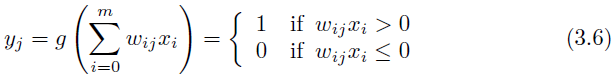 y_j = g ( \sum_{i=0}^{m} w_{ij} x_i ) = { 1 if w_{ij} x_i > 0
0 if w_{ij} x_i ≤ 0 (3.6)